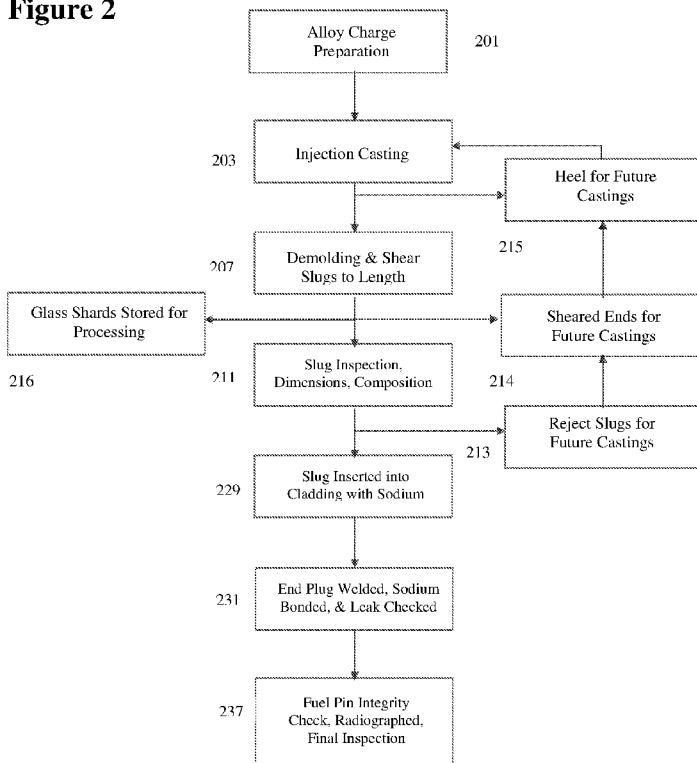 Figure 2
Alloy Charge
Preparation
201
203
Injection Casting
Heel for Future
Castings
215
207
Demolding & Shear
Slugs to Length
Glass Shards Stored for
Processing
216
Sheared Ends for
Future Castings
214
211
Slug Inspection,
Dimensions, Composition
Reject Slugs for
Future Castings
213
229
Slug Inserted into
Cladding with Sodium
231
End Plug Welded, Sodium
Bonded, & Leak Checked
237
Fuel Pin Integrity
Check, Radiographed,
Final Inspection